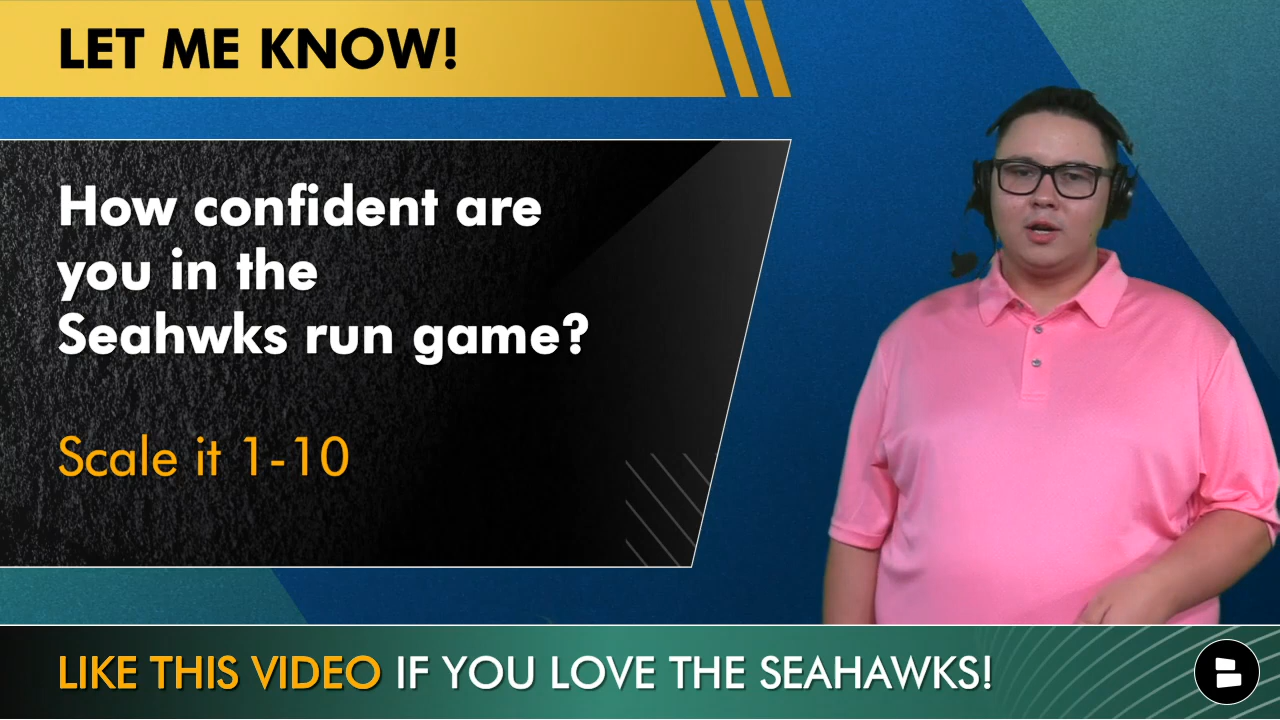 LET ME KNOW!
How confident are
you in the
Seahwks run game?
Scale it 1-10
LIKE THIS VIDEO IF YOU LOVE THE SEAHAWKS!